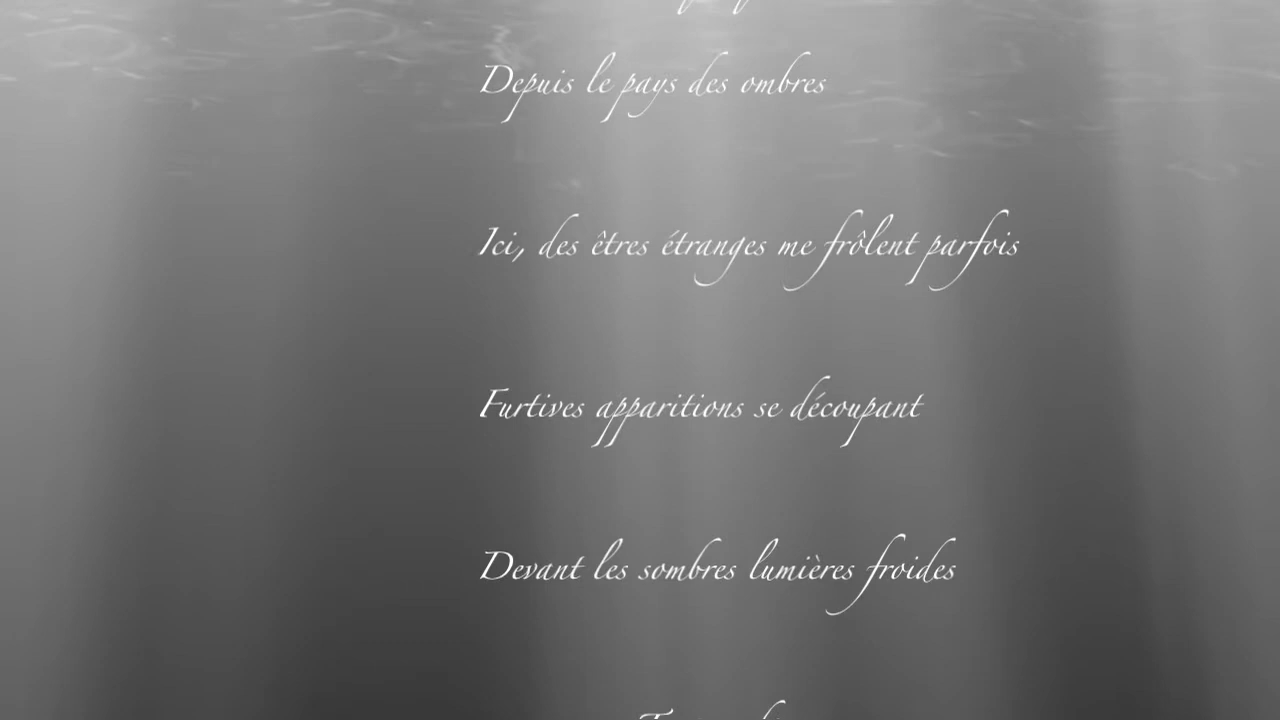 Depuis le pays des ombres
Ici, des êtres étranges me frôlent parfois
Furtives apparitions se découpant
Devant les sombres lumières froides